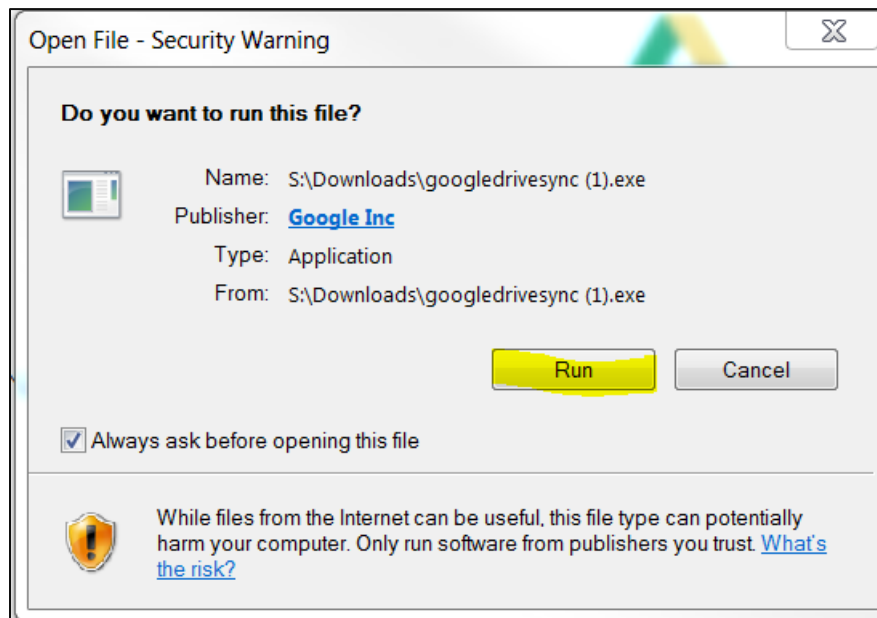 Open File - Security Warning
Do you want to run this file?
Name: S:\Downloads\googledrivesync (1).exe
Publisher: Google Inc
Type: Application
From: S:\Downloads\googledrivesync (1).exe
Run Cancel
Always ask before opening this file
While files from the Internet can be useful, this file type can potentially
harm your computer. Only run software from publishers you trust. What's
the risk?